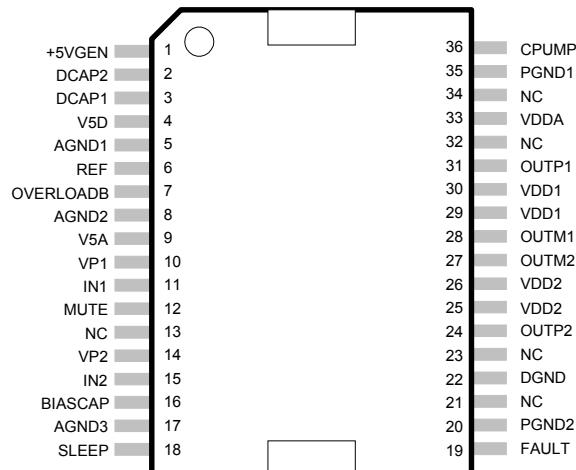 +5VGEN 1 36 CPUMP
DCAP2 2 35 PGND1
DCAP1 3 34 NC
V5D 4 33 VDDA
AGND1 5 32 NC
REF 6 31 OUTP1
OVERLOADB 7 30 VDD1
AGND2 8 29 VDD1
V5A 9 28 OUTM1
VP1 10 27 OUTM2
IN1 11 26 VDD2
MUTE 12 25 VDD2
NC 13 24 OUTP2
VP2 14 23 NC
IN2 15 22 DGND
BIASCAP 16 21 NC
AGND3 17 20 PGND2
SLEEP 18 19 FAULT